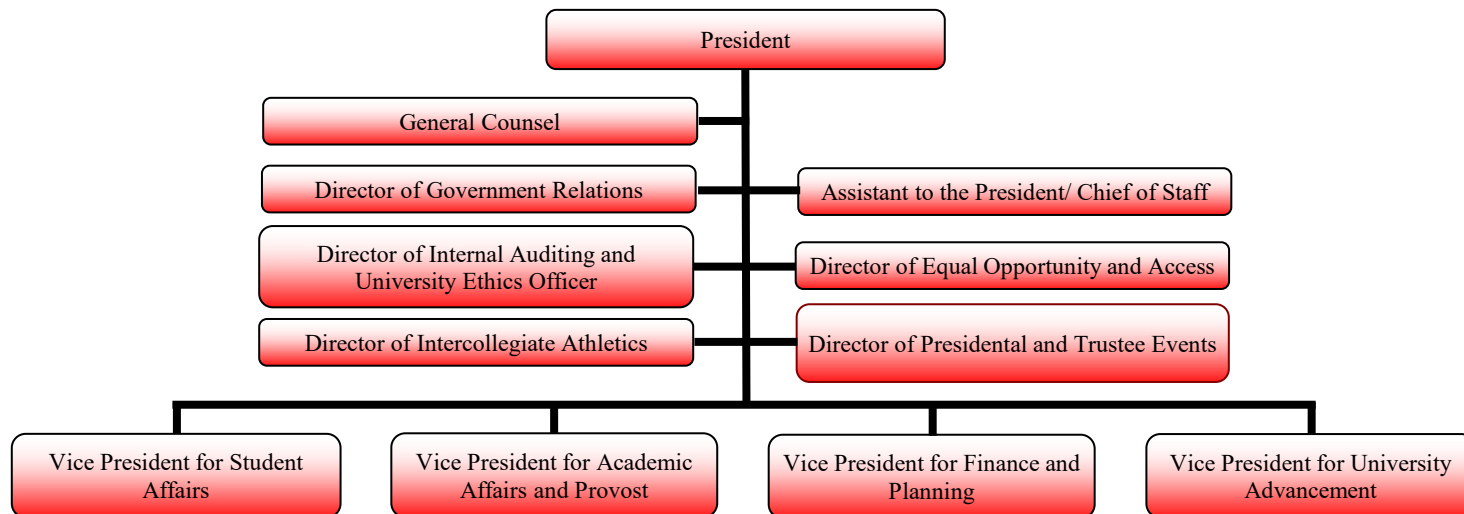 President
General Counsel
Director of Government Relations
Assistant to the President/ Chief of Staff
Director of Internal Auditing and
University Ethics Officer
Director of Equal Opportunity and Access
Director of Intercollegiate Athletics
Director of Presidental and Trustee Events
Vice President for Student
Affairs
Vice President for Academic
Affairs and Provost
Vice President for Finance and
Planning
Vice President for University
Advancement